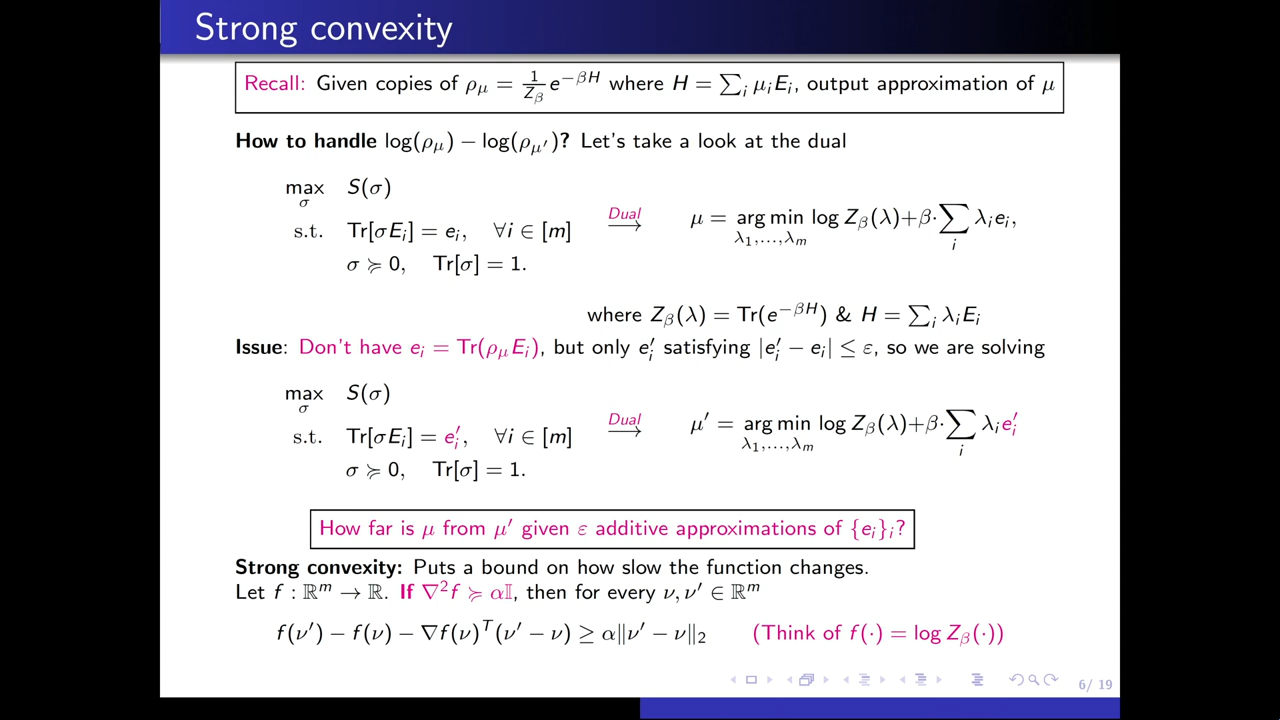 Strong convexity
Recall: Given copies of ρ_μ = 1/Z_β e^{−βH} where H = ∑_i μ_i E_i, output approximation of μ
How to handle log(ρ_μ) − log(ρ_{μ′})? Let's take a look at the dual
max_σ S(σ)
s.t. Tr[σE_i] = e_i, ∀i ∈ [m]
σ ≽ 0, Tr[σ] = 1.
Dual ⟶
μ = arg min_{λ_1,...,λ_m} log Z_β(λ)+β·∑_i λ_i e_i,
where Z_β(λ) = Tr(e^{−βH}) & H = ∑_i λ_i E_i
Issue: Don't have e_i = Tr(ρ_μ E_i), but only e′_i satisfying |e′_i − e_i| ≤ ε, so we are solving
max_σ S(σ)
s.t. Tr[σE_i] = e′_i, ∀i ∈ [m]
σ ≽ 0, Tr[σ] = 1.
Dual ⟶
μ′ = arg min_{λ_1,...,λ_m} log Z_β(λ)+β·∑_i λ_i e′_i
How far is μ from μ′ given ε additive approximations of {e_i}_i?
Strong convexity: Puts a bound on how slow the function changes.
Let f : ℝ^m → ℝ. If ∇²f ≽ α𝕀, then for every ν, ν′ ∈ ℝ^m
f(ν′) − f(ν) − ∇f(ν)^T(ν′ − ν) ≥ α‖ν′ − ν‖_2 (Think of f(·) = log Z_β(·))
6/ 19